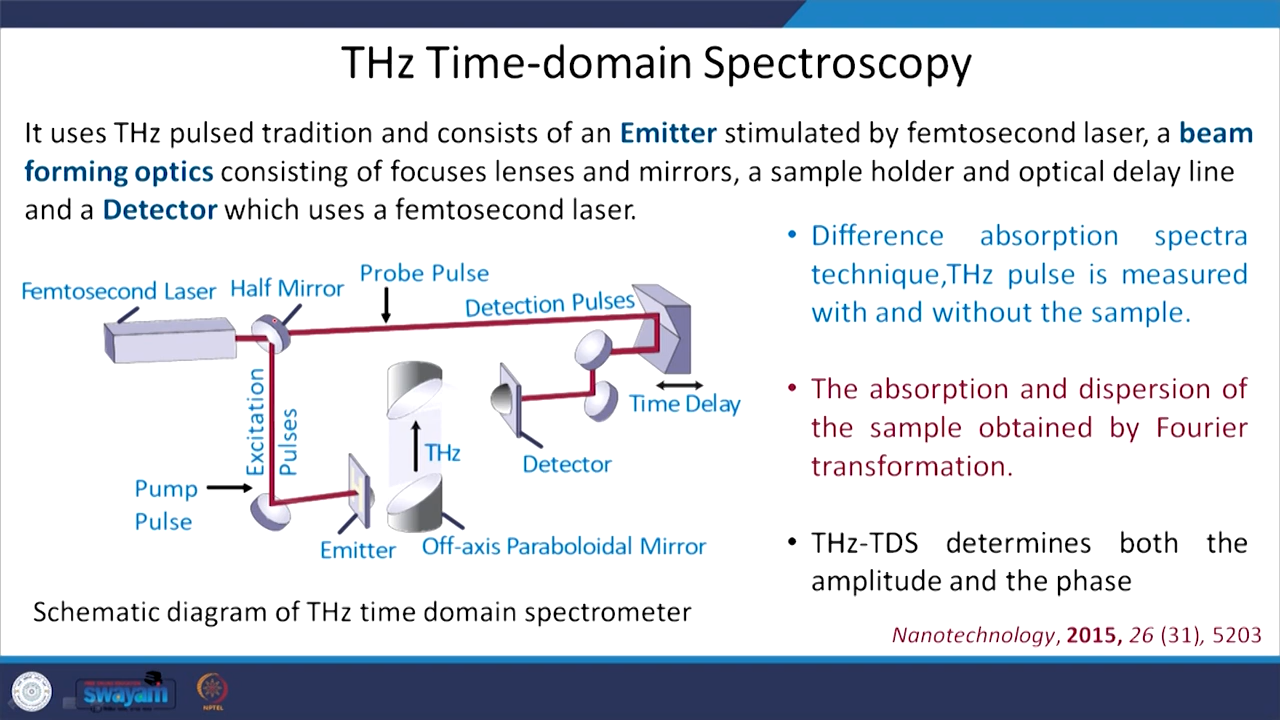 THz Time-domain Spectroscopy
It uses THz pulsed tradition and consists of an Emitter stimulated by femtosecond laser, a beam
forming optics consisting of focuses lenses and mirrors, a sample holder and optical delay line
and a Detector which uses a femtosecond laser.
Femtosecond Laser
Half Mirror
Probe Pulse
Detection Pulses
Excitation
Pulses
THz
Time Delay
Detector
Pump
Pulse
Emitter
Off-axis Paraboloidal Mirror
Schematic diagram of THz time domain spectrometer
• Difference absorption spectra
technique,THz pulse is measured
with and without the sample.
• The absorption and dispersion of
the sample obtained by Fourier
transformation.
• THz-TDS determines both the
amplitude and the phase
Nanotechnology, 2015, 26 (31), 5203
swayam
NPTEL